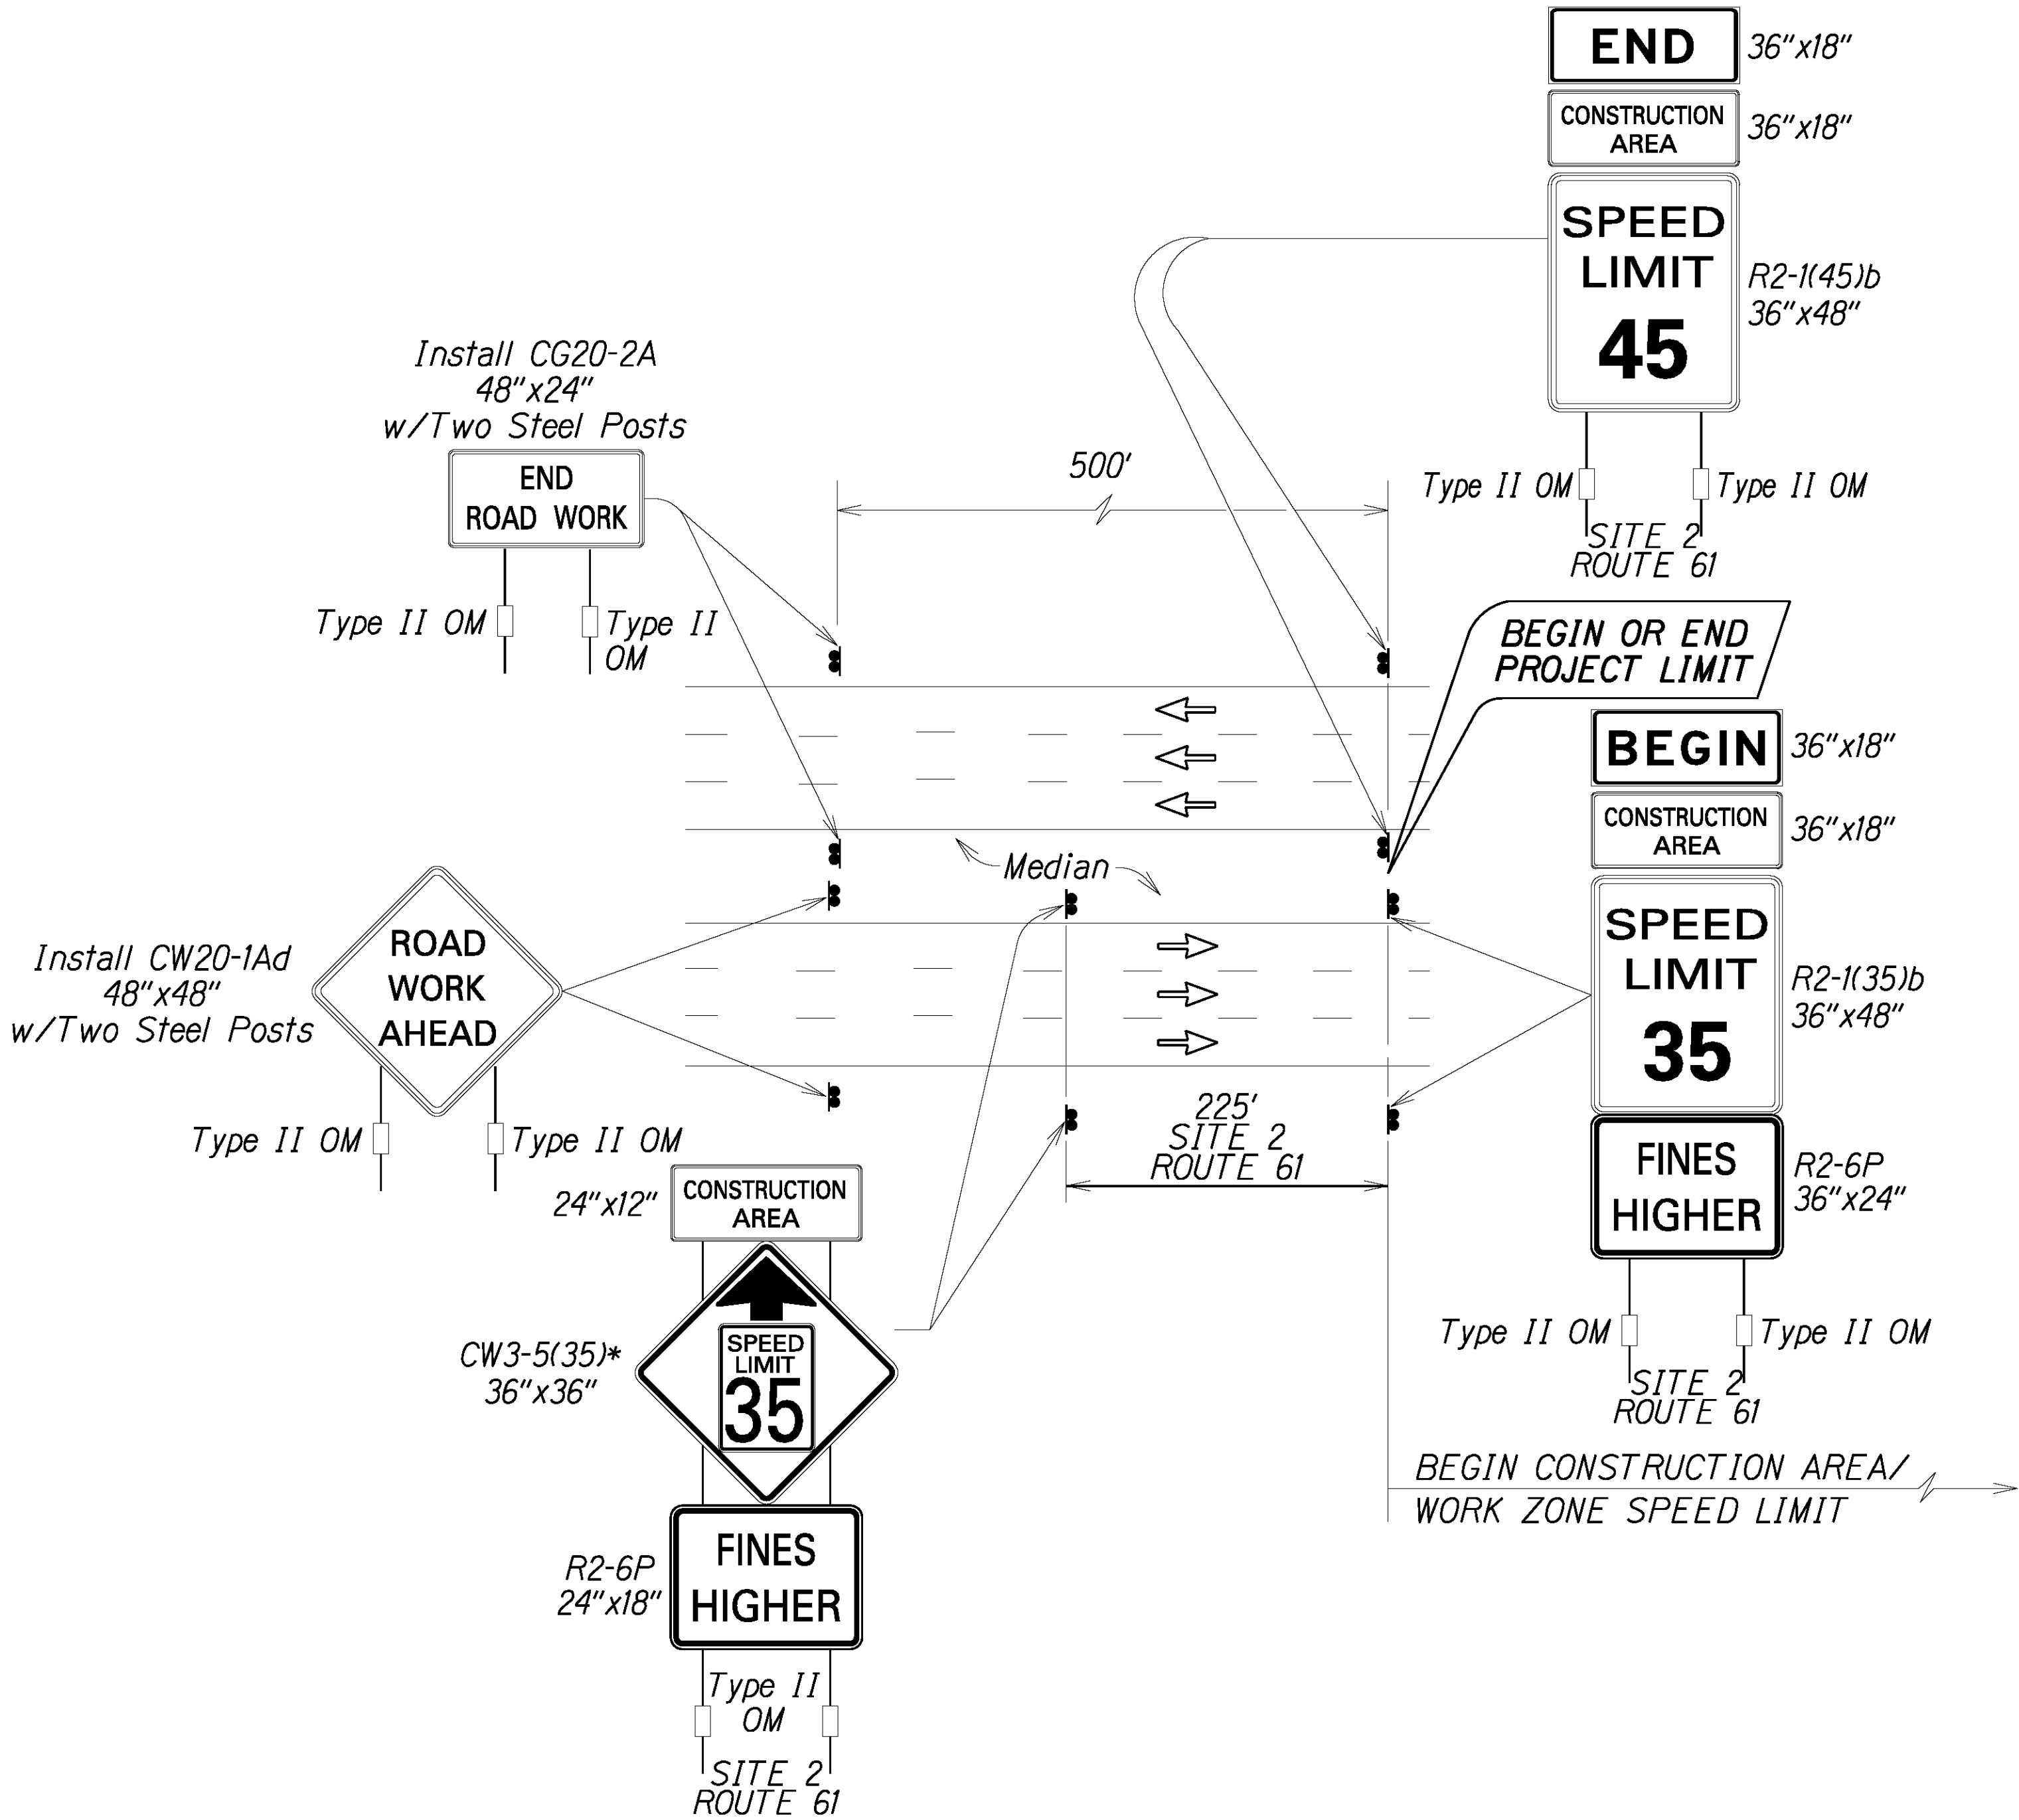 END
36"x18"
CONSTRUCTION
AREA
36"x18"
SPEED
LIMIT
45
R2-1(45)b
36"x48"
Type II OM
Type II OM
SITE 2
ROUTE 61
Install CG20-2A
48"x24"
w/Two Steel Posts
END
ROAD WORK
Type II OM
Type II
OM
500'
BEGIN OR END
PROJECT LIMIT
BEGIN
36"x18"
CONSTRUCTION
AREA
36"x18"
SPEED
LIMIT
35
R2-1(35)b
36"x48"
FINES
HIGHER
R2-6P
36"x24"
Type II OM
Type II OM
SITE 2
ROUTE 61
Median
Install CW20-1Ad
48"x48"
w/Two Steel Posts
ROAD
WORK
AHEAD
Type II OM
Type II OM
225'
SITE 2
ROUTE 61
24"x12"
CONSTRUCTION
AREA
CW3-5(35)*
36"x36"
SPEED
LIMIT
35
R2-6P
24"x18"
FINES
HIGHER
Type II
OM
SITE 2
ROUTE 61
BEGIN CONSTRUCTION AREA/
WORK ZONE SPEED LIMIT